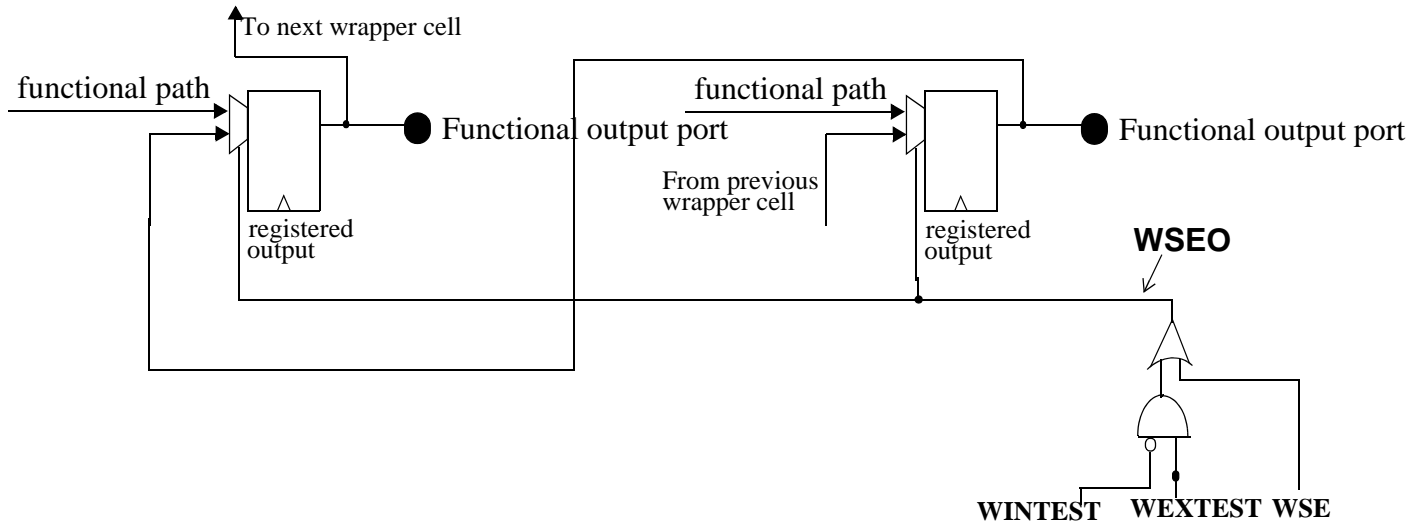 To next wrapper cell
functional path
Functional output port
registered
output
functional path
Functional output port
From previous
wrapper cell
registered
output
WSEO
WINTEST
WEXTEST
WSE